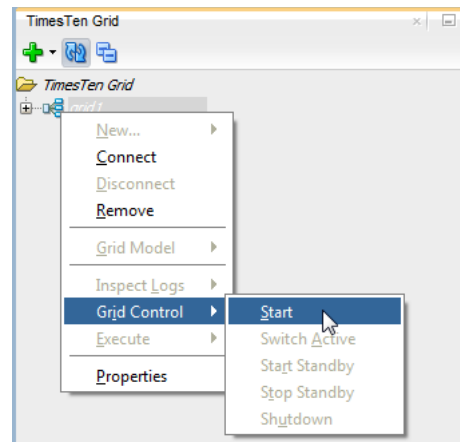 TimesTen Grid
TimesTen Grid
grid1
New...
Connect
Disconnect
Remove
Grid Model
Inspect Logs
Grid Control
Start
Execute
Switch Active
Start Standby
Properties
Stop Standby
Shutdown